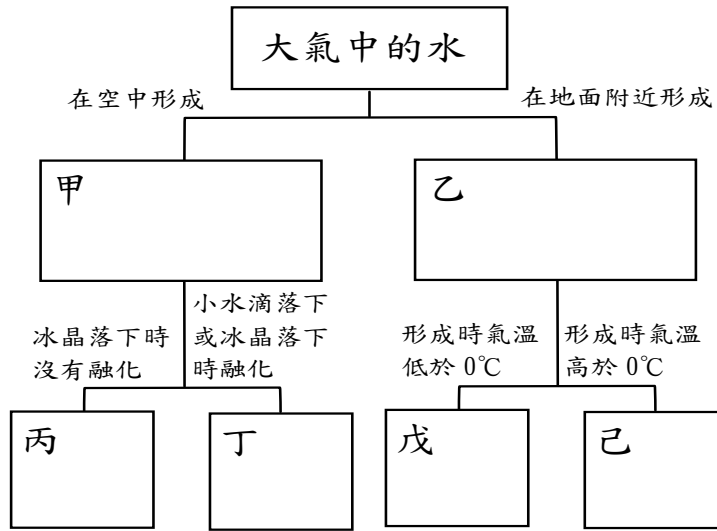 大氣中的水
在空中形成
在地面附近形成
甲
乙
冰晶落下時
沒有融化
小水滴落下
或冰晶落下
時融化
形成時氣溫
低於 0℃
形成時氣溫
高於 0℃
丙
丁
戊
己